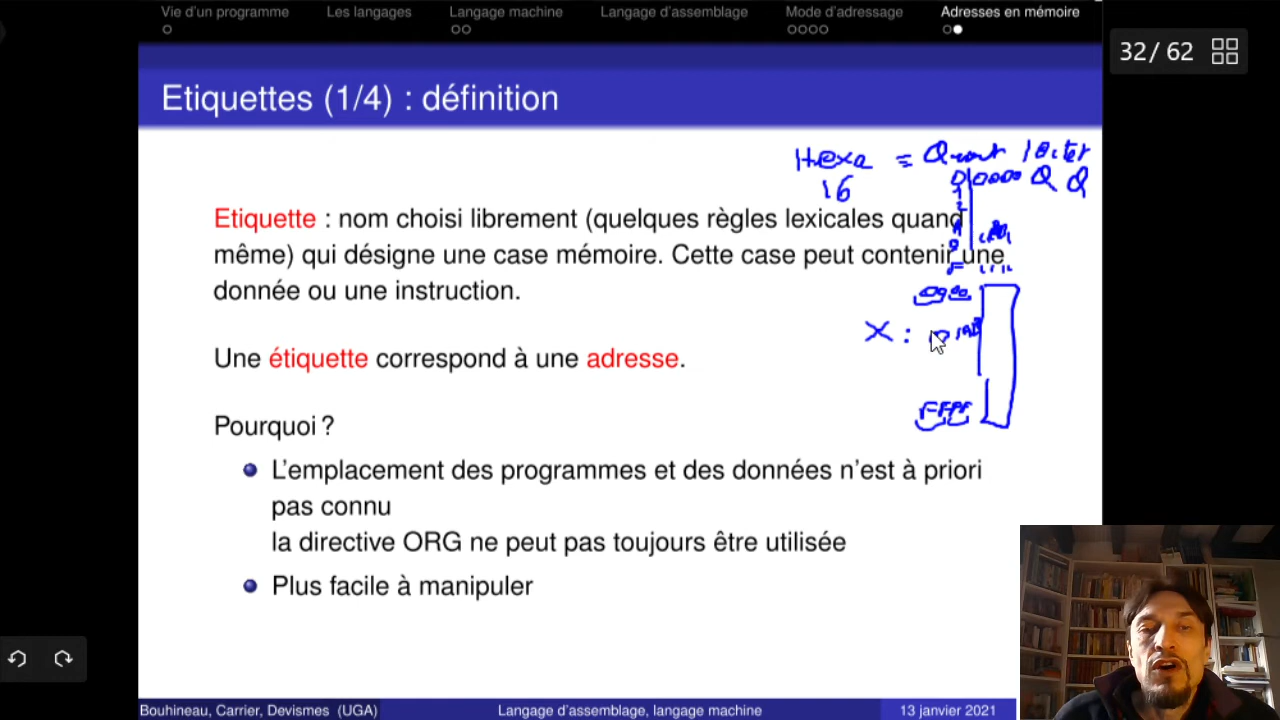 Vie d'un programme Les langages Langage machine Langage d'assemblage Mode d'adressage Adresses en mémoire
32/ 62
Etiquettes (1/4) : définition
Hexa =
16
Etiquette : nom choisi librement (quelques règles lexicales quand
même) qui désigne une case mémoire. Cette case peut contenir une
donnée ou une instruction.
X :
Une étiquette correspond à une adresse.
FFFF
Pourquoi ?
L'emplacement des programmes et des données n'est à priori
pas connu
la directive ORG ne peut pas toujours être utilisée
Plus facile à manipuler
Bouhineau, Carrier, Devismes (UGA) Langage d'assemblage, langage machine 13 janvier 2021